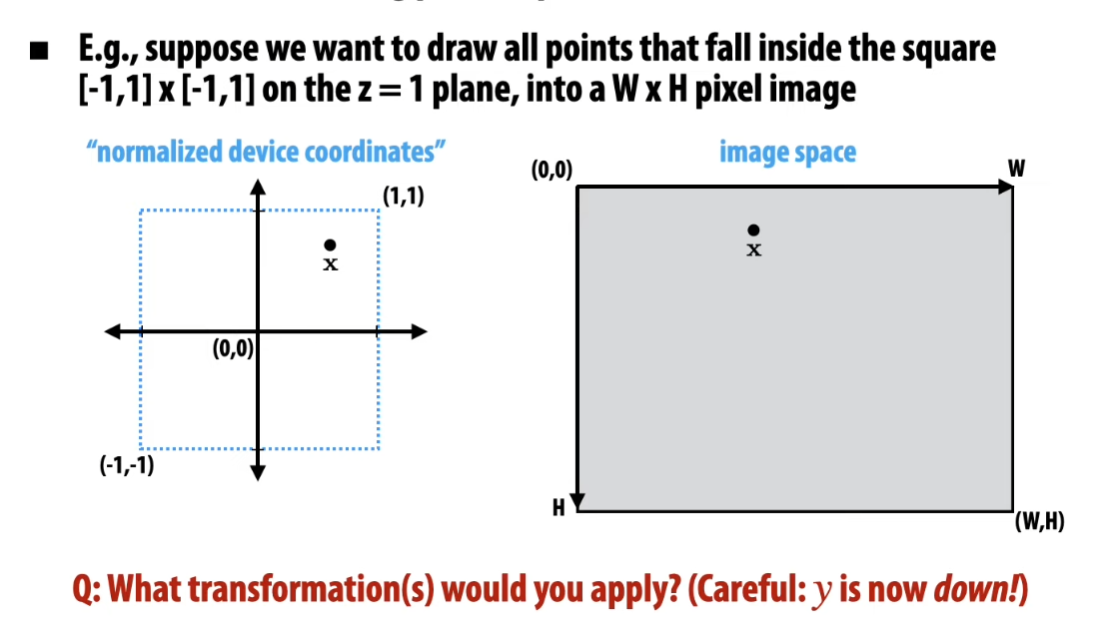 ■ E.g., suppose we want to draw all points that fall inside the square
[-1,1] x [-1,1] on the z = 1 plane, into a W x H pixel image
“normalized device coordinates”
image space
(0,0)
W
(1,1)
x
x
(0,0)
(-1,-1)
H
(W,H)
Q: What transformation(s) would you apply? (Careful: y is now down!)